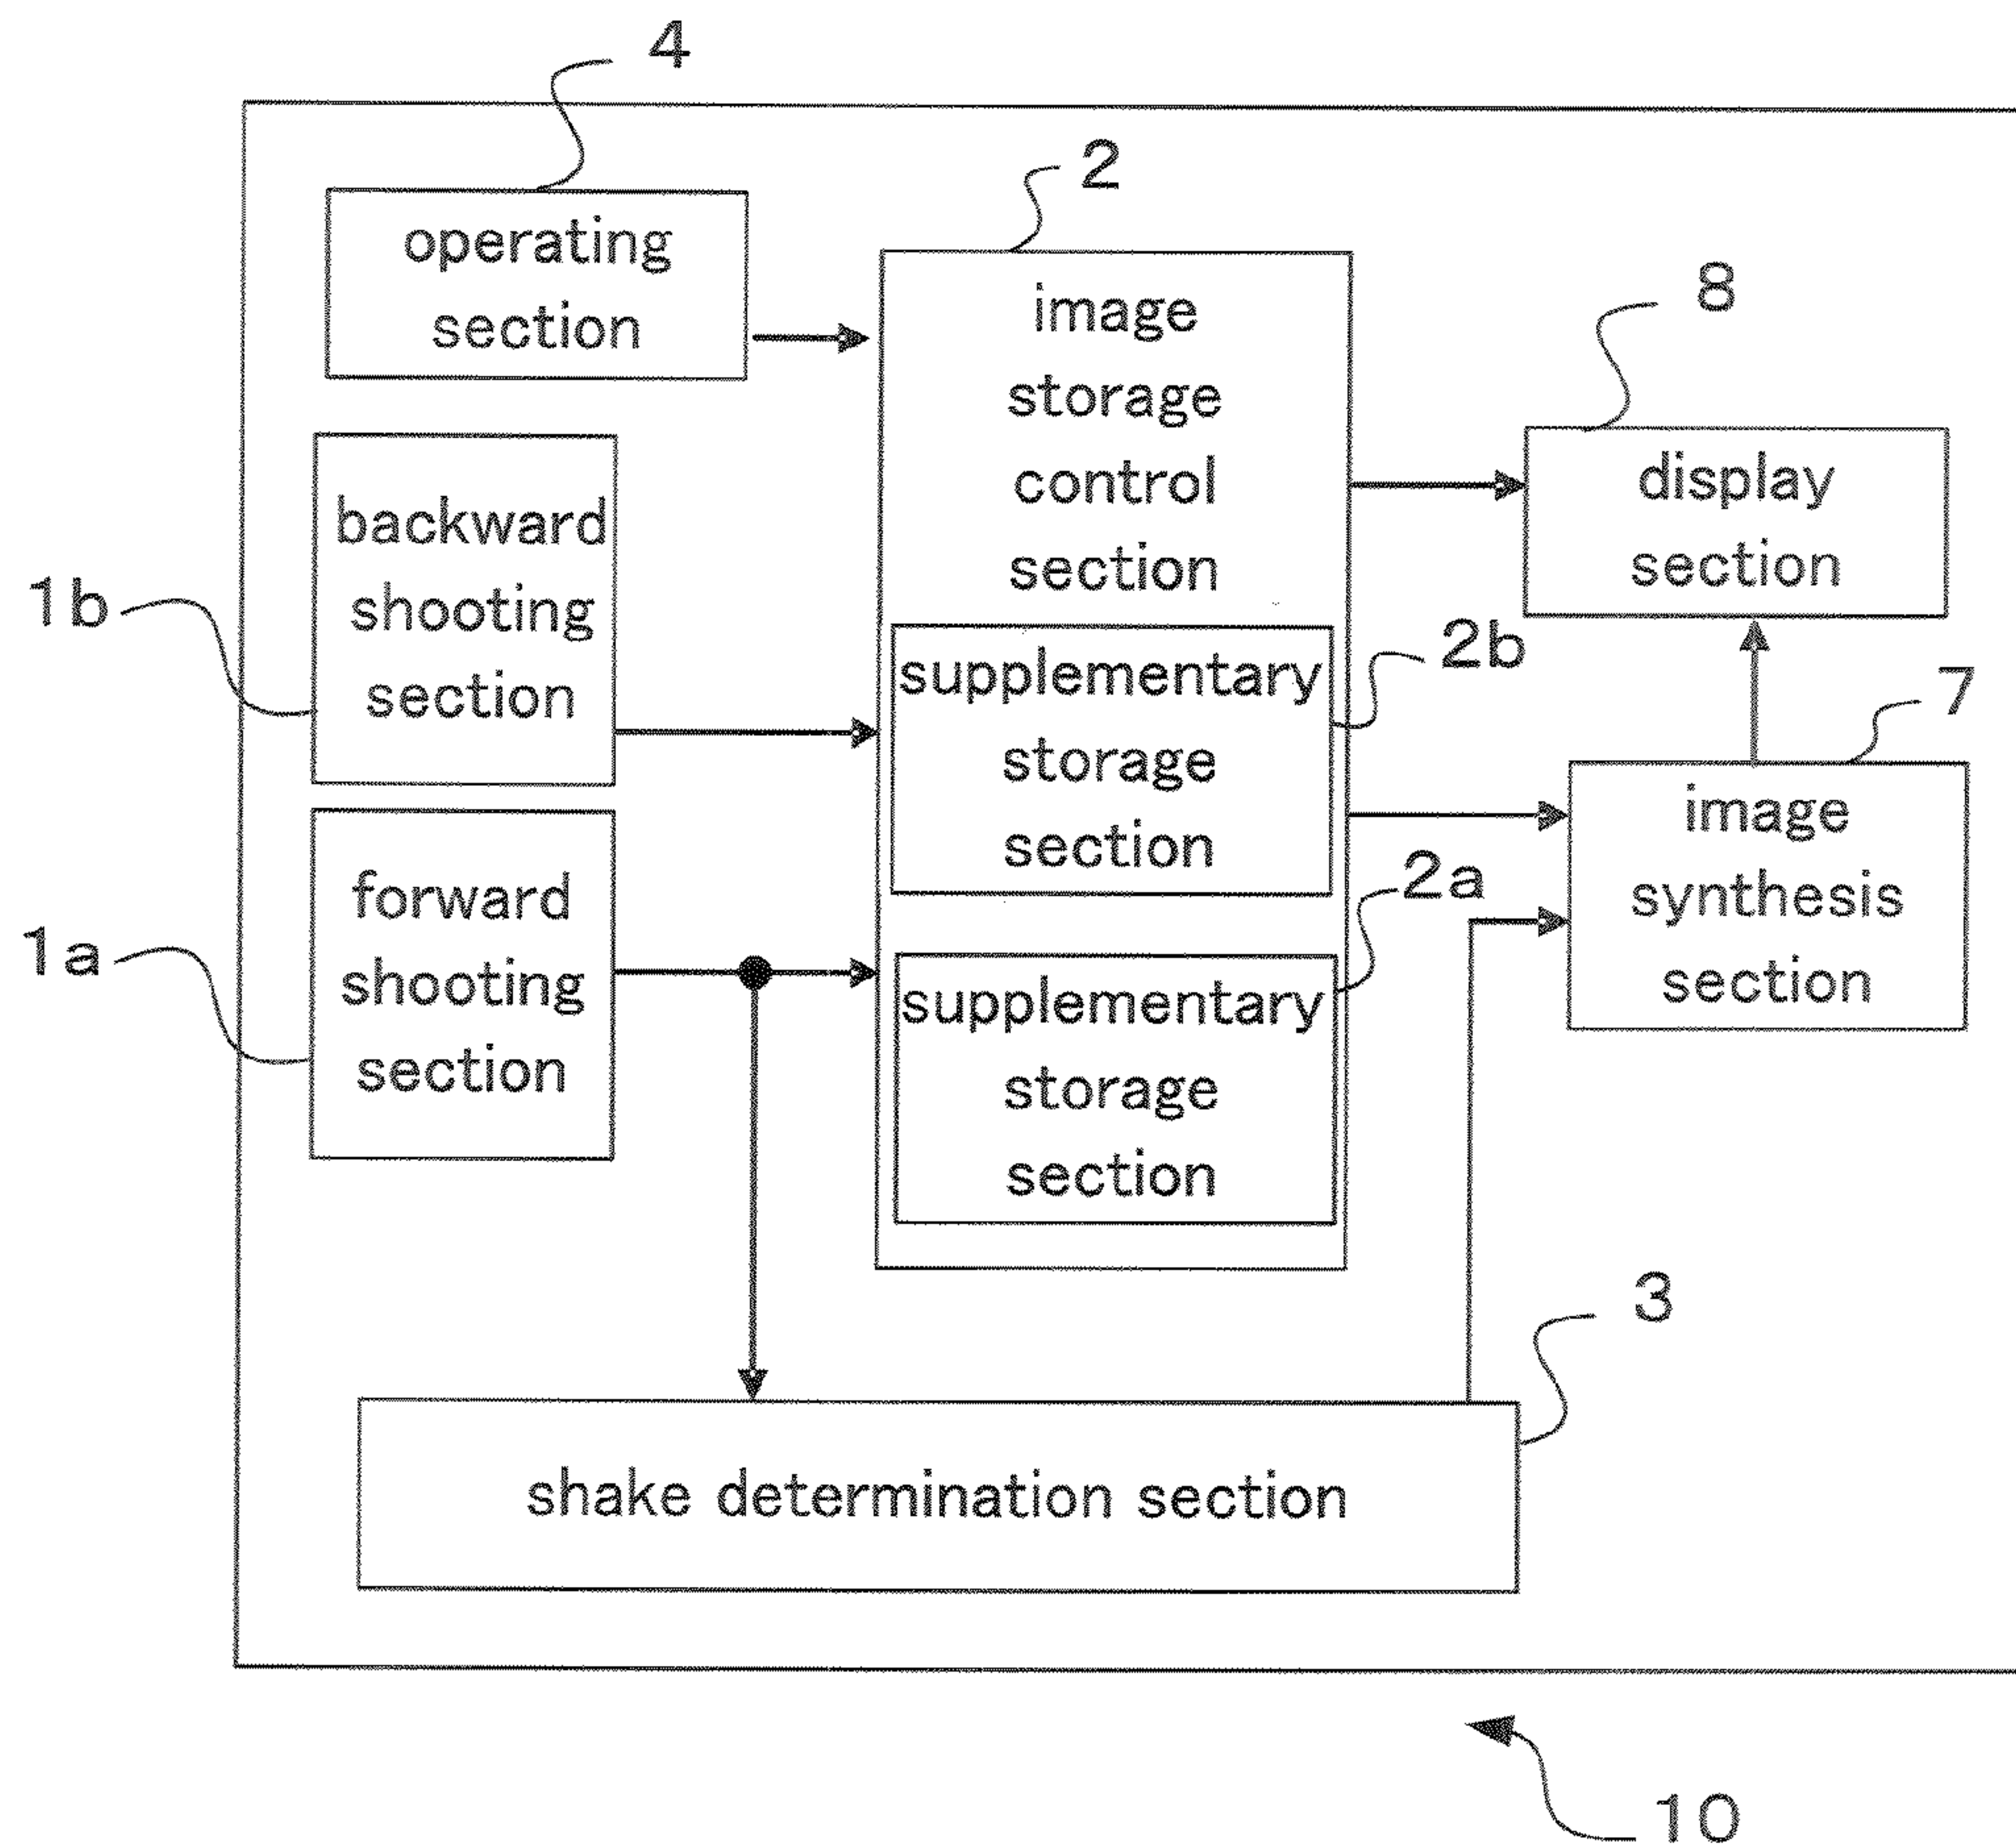 4
operating
section
2
image
storage
control
section
8
display
section
1b
backward
shooting
section
2b
supplementary
storage
section
7
image
synthesis
section
1a
forward
shooting
section
2a
supplementary
storage
section
3
shake determination section
10